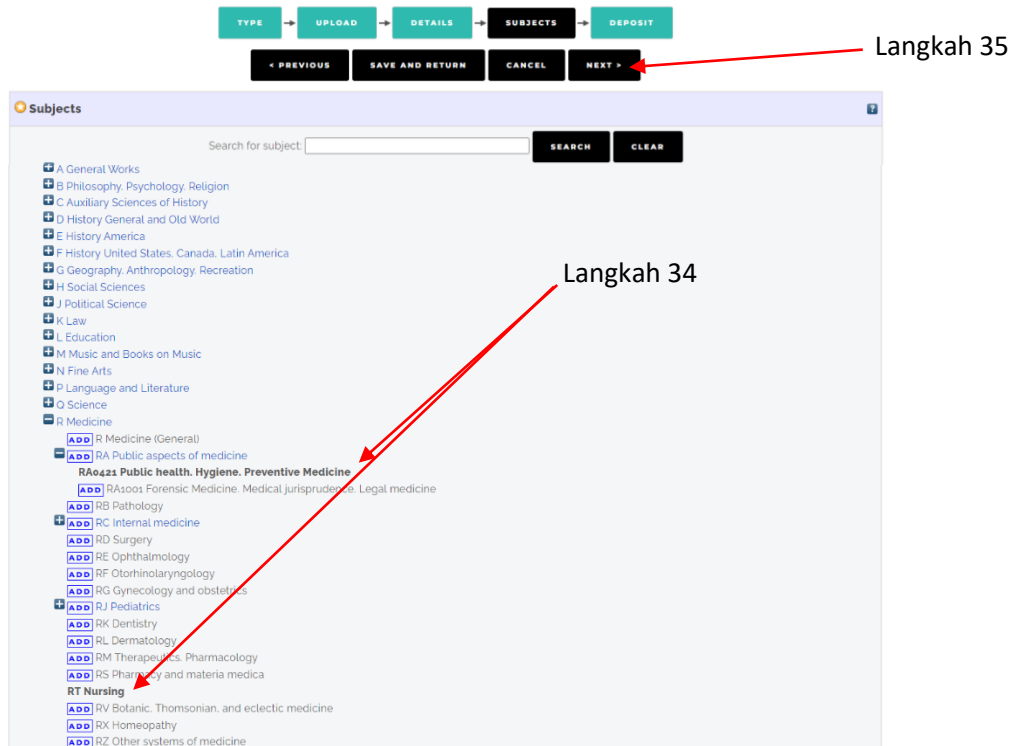 TYPE UPLOAD DETAILS SUBJECTS DEPOSIT
< PREVIOUS SAVE AND RETURN CANCEL NEXT >
Langkah 35
Subjects
Search for subject: SEARCH CLEAR
A General Works
B Philosophy. Psychology. Religion
C Auxiliary Sciences of History
D History General and Old World
E History America
F History United States, Canada, Latin America
G Geography. Anthropology. Recreation
H Social Sciences
Langkah 34
J Political Science
K Law
L Education
M Music and Books on Music
N Fine Arts
P Language and Literature
Q Science
R Medicine
ADD R Medicine (General)
ADD RA Public aspects of medicine
RA0421 Public health. Hygiene. Preventive Medicine
ADD RA1001 Forensic Medicine. Medical jurisprudence. Legal medicine
ADD RB Pathology
ADD RC Internal medicine
ADD RD Surgery
ADD RE Ophthalmology
ADD RF Otorhinolaryngology
ADD RG Gynecology and obstetrics
ADD RJ Pediatrics
ADD RK Dentistry
ADD RL Dermatology
ADD RM Therapeutics. Pharmacology
ADD RS Pharmacy and materia medica
RT Nursing
ADD RV Botanic, Thomsonian, and eclectic medicine
ADD RX Homeopathy
ADD RZ Other systems of medicine